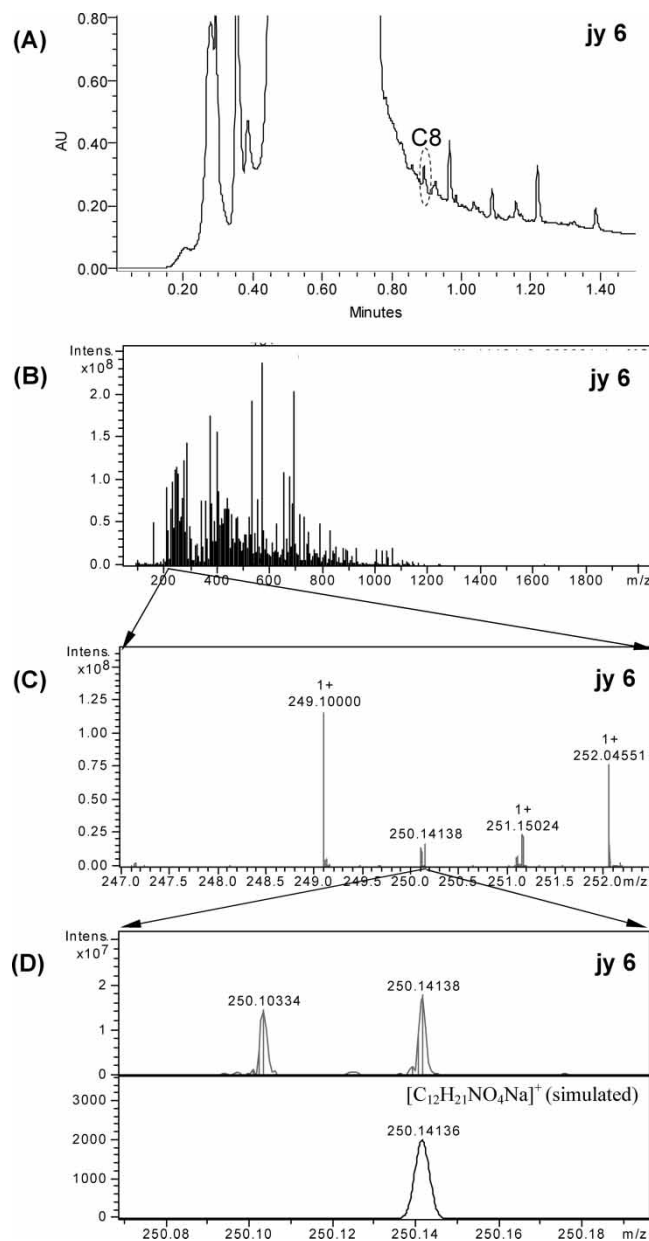 (A)
jy 6
0.80
0.60
AU
0.40
C8
0.20
0.00
0.20 0.40 0.60 0.80 1.00 1.20 1.40
Minutes
(B)
Intens.
x10⁸
jy 6
2.0
1.5
1.0
0.5
0.0
200 400 600 800 1000 1200 1400 1600 1800 m/z
(C)
Intens.
x10⁸
jy 6
1.25
1+
249.10000
1.00
1+
252.04551
0.75
0.50
1+
251.15024
0.25
250.14138
0.00
247.0 247.5 248.0 248.5 249.0 249.5 250.0 250.5 251.0 251.5 252.0 m/z
(D)
Intens.
x10⁷
jy 6
250.14138
2
250.10334
1
0
[C₁₂H₂₁NO₄Na]⁺ (simulated)
3000
250.14136
2000
1000
0
250.08 250.10 250.12 250.14 250.16 250.18 m/z